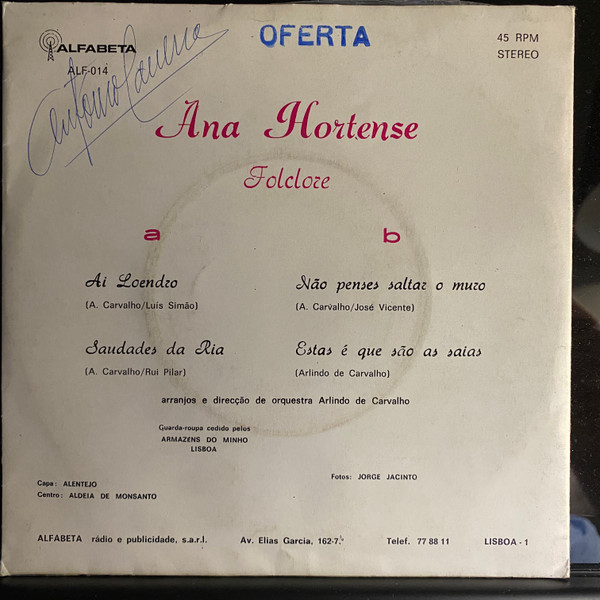 OFERTA
45 RPM
STEREO
ALFABETA
ALF-014
Ana Hortense
Folclore
a
b
Ai Loendro
(A. Carvalho/Luis Simão)
Saudades da Ria
(A. Carvalho/Rui Pilar)
Não penses saltar o muro
(A. Carvalho/José Vicente)
Estas é que são as saias
(Arlindo de Carvalho)
arranjos e direcção de orquestra Arlindo de Carvalho
Guarda-roupa cedido pelos
ARMAZÉNS DO MINHO
LISBOA
Capa: ALENTEJO
Centro: ALDEIA DE MONSANTO
Fotos: JORGE JACINTO
ALFABETA rádio e publicidade, s.a.r.l. Av. Elias Garcia, 162-7.º Telef. 77 88 11 LISBOA - 1